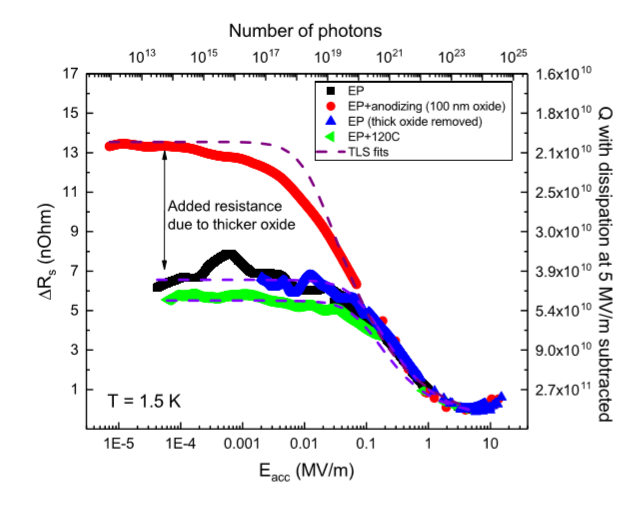 Number of photons
10^13 10^15 10^17 10^19 10^21 10^23 10^25
17
15
13
11
9
7
5
3
1
ΔR_s (nOhm)
EP
EP+anodizing (100 nm oxide)
EP (thick oxide removed)
EP+120C
TLS fits
Added resistance
due to thicker oxide
T = 1.5 K
1.6x10^10
1.8x10^10
2.1x10^10
2.5x10^10
3.0x10^10
3.9x10^10
5.4x10^10
9.0x10^10
2.7x10^11
Q with dissipation at 5 MV/m subtracted
1E-5 1E-4 0.001 0.01 0.1 1 10
E_acc (MV/m)